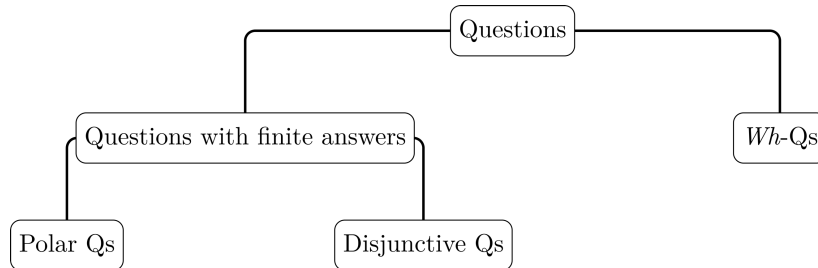 Questions
Questions with finite answers
Wh-Qs
Polar Qs
Disjunctive Qs